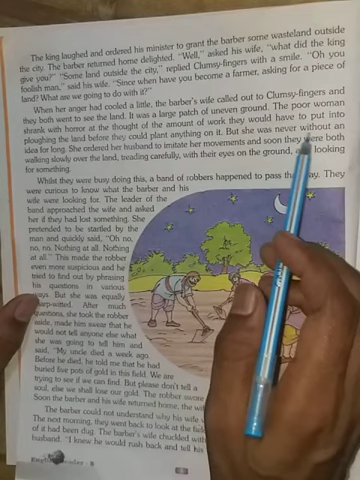 The king laughed and ordered his minister to grant the barber some wasteland outside
the city. The barber returned home delighted. "Well," asked his wife, "what did the king
give you?" "Some land outside the city," replied Clumsy-fingers with a smile. "Oh you
foolish man," said his wife. "Since when have you become a farmer, asking for a piece of
land? What are we going to do with it?"
When her anger had cooled a little, the barber's wife called out to Clumsy-fingers and
they both went to see the land. It was a large patch of uneven ground. The poor woman
shrank with horror at the thought of the amount of work they would have to put into
ploughing the land before they could plant anything on it. But she was never without an
idea for long. She ordered her husband to imitate her movements and soon they were both
walking slowly over the land, treading carefully, with their eyes on the ground, looking
for something.
Whilst they were busy doing this, a band of robbers happened to pass that way. They
were curious to know what the barber and his
wife were looking for. The leader of the
band approached the wife and asked
her if they had lost something. She
pretended to be startled by the
man and quickly said, "Oh no,
no, no. Nothing at all. Nothing
at all." This made the robber
even more suspicious and he
tried to find out by phrasing
his questions in various
ways. But she was equally
sharp-witted. After much
questions, she took the robber
aside, made him swear that he
would not tell anyone else what
she was going to tell him and
said, "My uncle died a week ago.
Before he died, he told me that he had
buried five pots of gold in this field. We are
trying to see if we can find. But please don't tell a
soul, else we shall lose our gold. The robber swore
Soon the barber and his wife returned home, the
The barber could not understand why his wife
The next morning, they went back to look at the
of it had been dug. The barber's wife chuckled with
husband. "I knew he would rush back and tell his
English Reader - 6